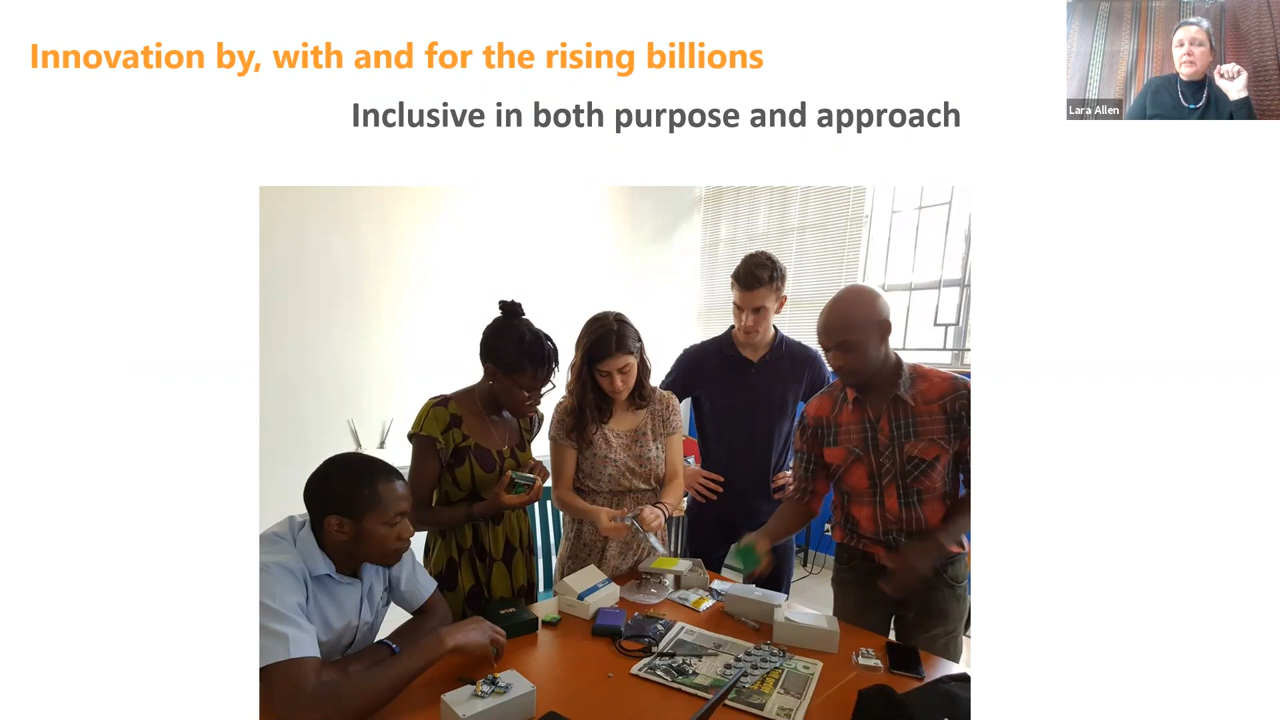 Innovation by, with and for the rising billions
Inclusive in both purpose and approach
Lara Allen